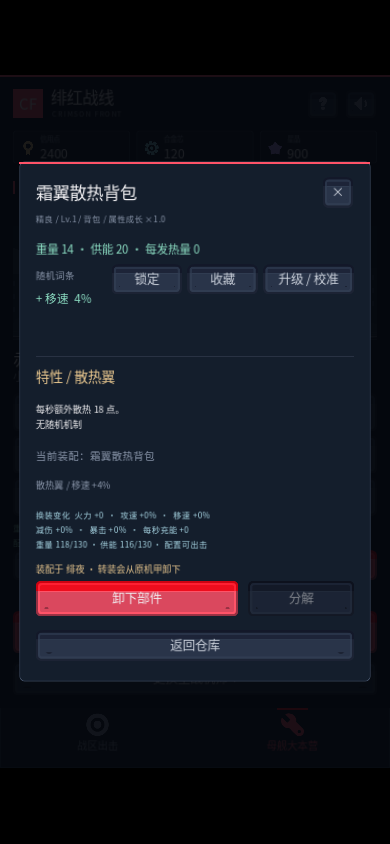 CF
绯红战线
?
2400
120
900
霜翼散热背包
×
精良 / Lv.1 / 背包 / 属性成长 ×1.0
重量 14 · 供能 20 · 每发热量 0
随机词条
锁定
收藏
升级 / 校准
+ 移速 4%
特性 / 散热翼
每秒额外散热 18 点。
无随机机制
当前装配：霜翼散热背包
散热翼 / 移速 +4%
换装变化 火力 +0 · 攻速 +0% · 移速 +0%
减伤 +0% · 暴击 +0% · 每秒充能 +0
重量 118/130 · 供能 116/130 · 配置可出击
装配于 绯夜 · 转装会从原机甲卸下
卸下部件
分解
返回仓库